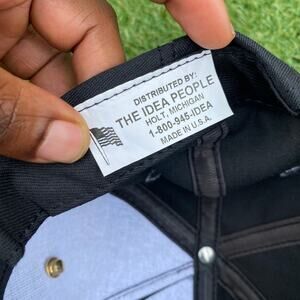 DISTRIBUTED BY:
THE IDEA PEOPLE
HOLT, MICHIGAN
1-800-945-IDEA
MADE IN U.S.A.